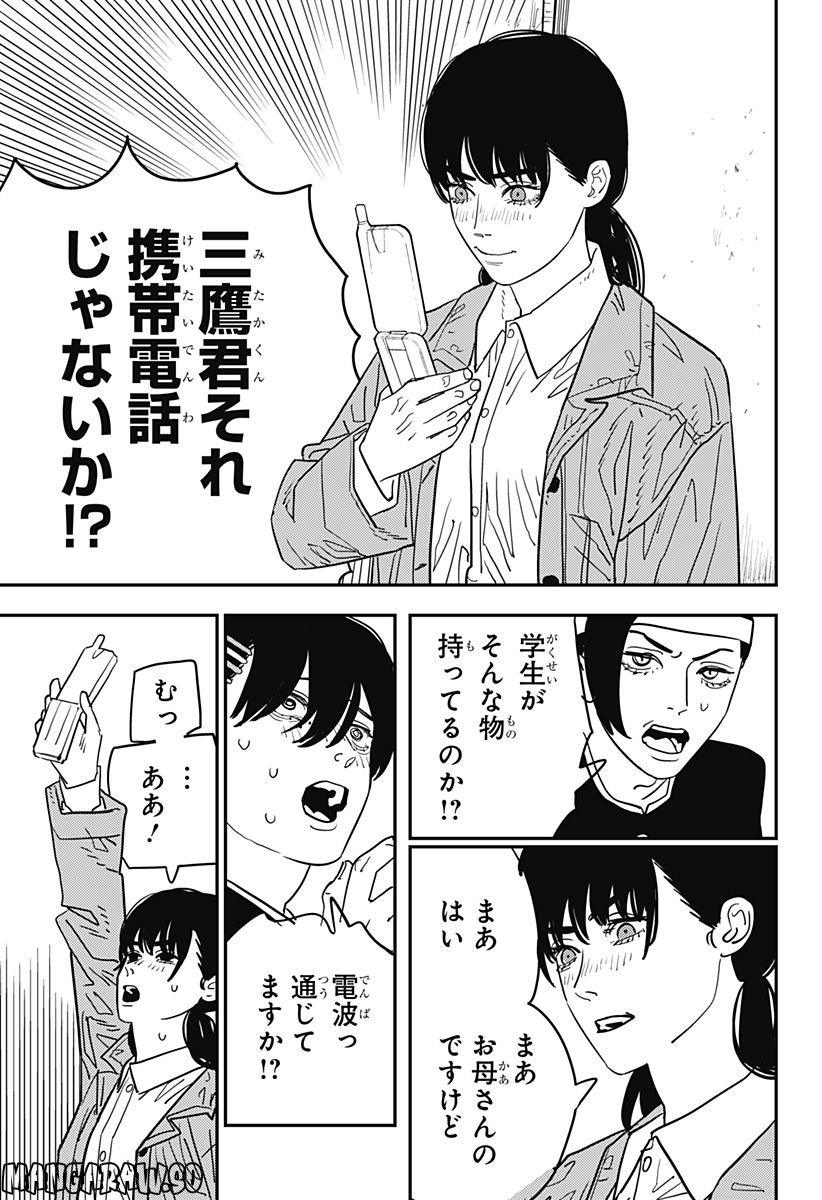 三鷹君それ
携帯電話
じゃないか!?
学生が
そんな物
持ってるのか!?
まあ
はい
まあ
お母さんの
ですけど
電波っ
通じて
ますか!?
むっ
…
ああ!
MANGARAW.SO